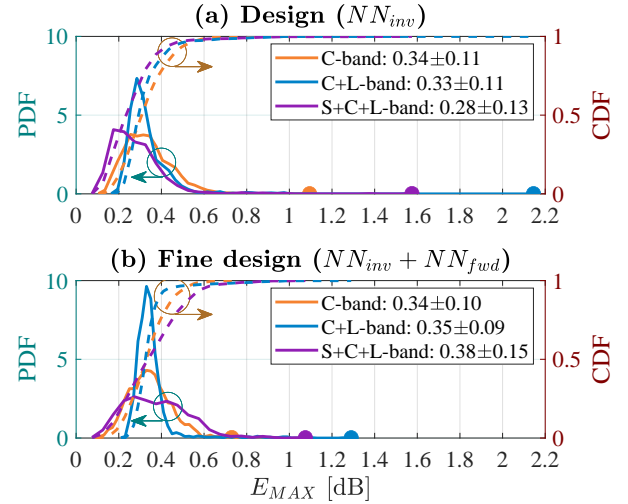 (a) Design (NN_inv)
PDF
CDF
10
5
0
1
0.5
0
C-band: 0.34±0.11
C+L-band: 0.33±0.11
S+C+L-band: 0.28±0.13
0 0.2 0.4 0.6 0.8 1 1.2 1.4 1.6 1.8 2 2.2
(b) Fine design (NN_inv + NN_fwd)
PDF
CDF
10
5
0
1
0.5
0
C-band: 0.34±0.10
C+L-band: 0.35±0.09
S+C+L-band: 0.38±0.15
0 0.2 0.4 0.6 0.8 1 1.2 1.4 1.6 1.8 2 2.2
E_MAX [dB]